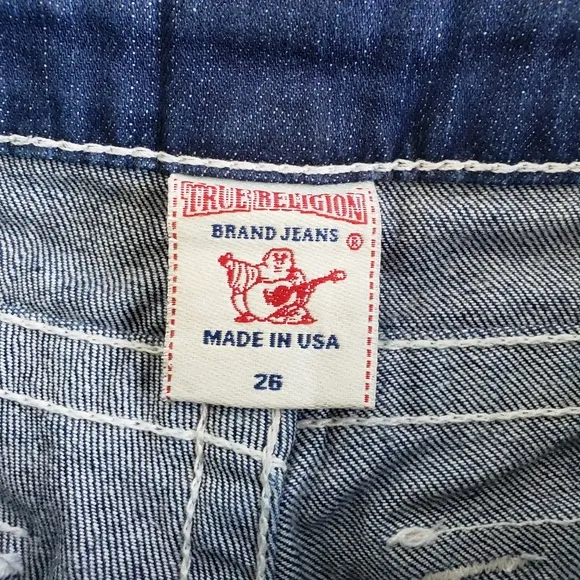 TRUE RELIGION
BRAND JEANS ®
MADE IN USA
26